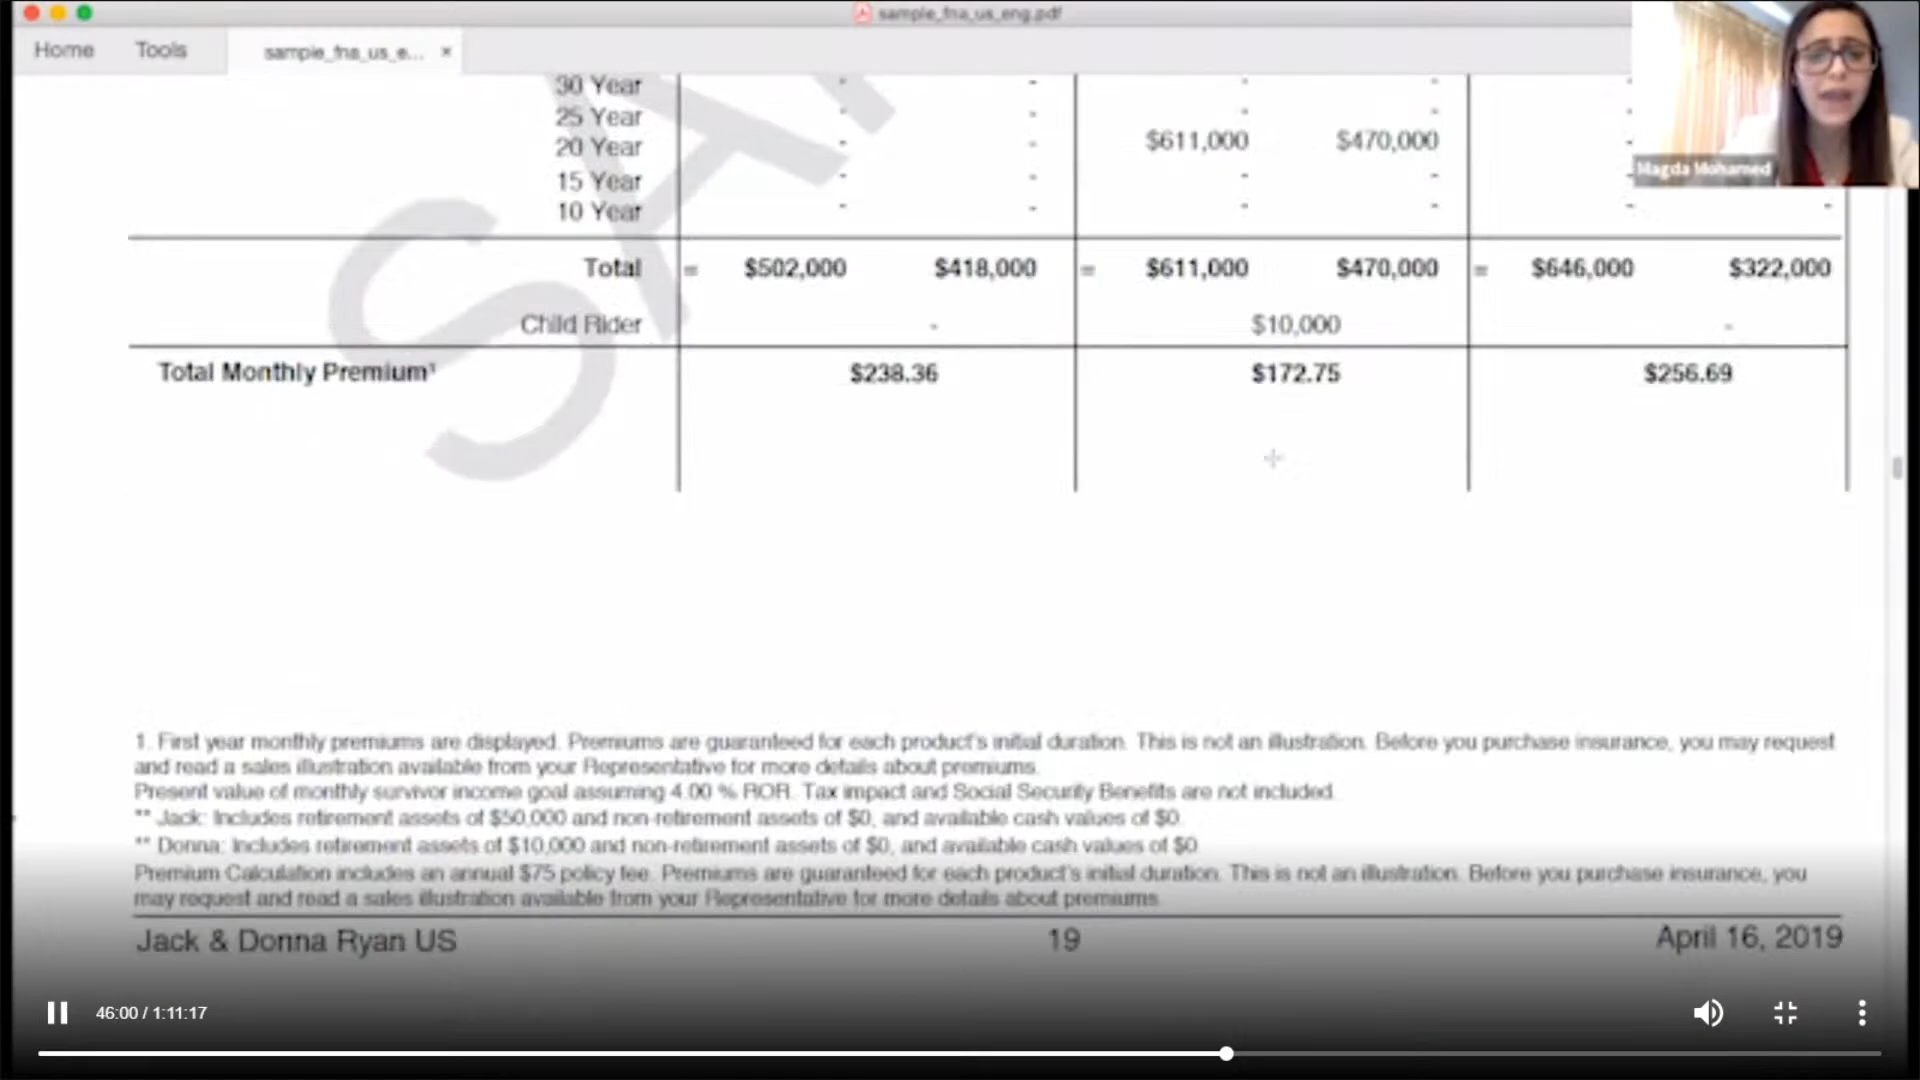 sample_fna_us_eng.pdf
Home Tools sample_fna_us_e... ×
Magda Mohamed
30 Year - - - - -
25 Year - - - - -
20 Year - - $611,000 $470,000 -
15 Year - - - - -
10 Year - - - - - -
Total = $502,000 $418,000 = $611,000 $470,000 = $646,000 $322,000
Child Rider - $10,000 -
Total Monthly Premium¹ $238.36 $172.75 $256.69
1. First year monthly premiums are displayed. Premiums are guaranteed for each product's initial duration. This is not an illustration. Before you purchase insurance, you may request
and read a sales illustration available from your Representative for more details about premiums.
Present value of monthly survivor income goal assuming 4.00 % ROR. Tax impact and Social Security Benefits are not included.
** Jack: Includes retirement assets of $50,000 and non-retirement assets of $0, and available cash values of $0.
** Donna: Includes retirement assets of $10,000 and non-retirement assets of $0, and available cash values of $0
Premium Calculation includes an annual $75 policy fee. Premiums are guaranteed for each product's initial duration. This is not an illustration. Before you purchase insurance, you
may request and read a sales illustration available from your Representative for more details about premiums.
Jack & Donna Ryan US 19 April 16, 2019
46:00 / 1:11:17